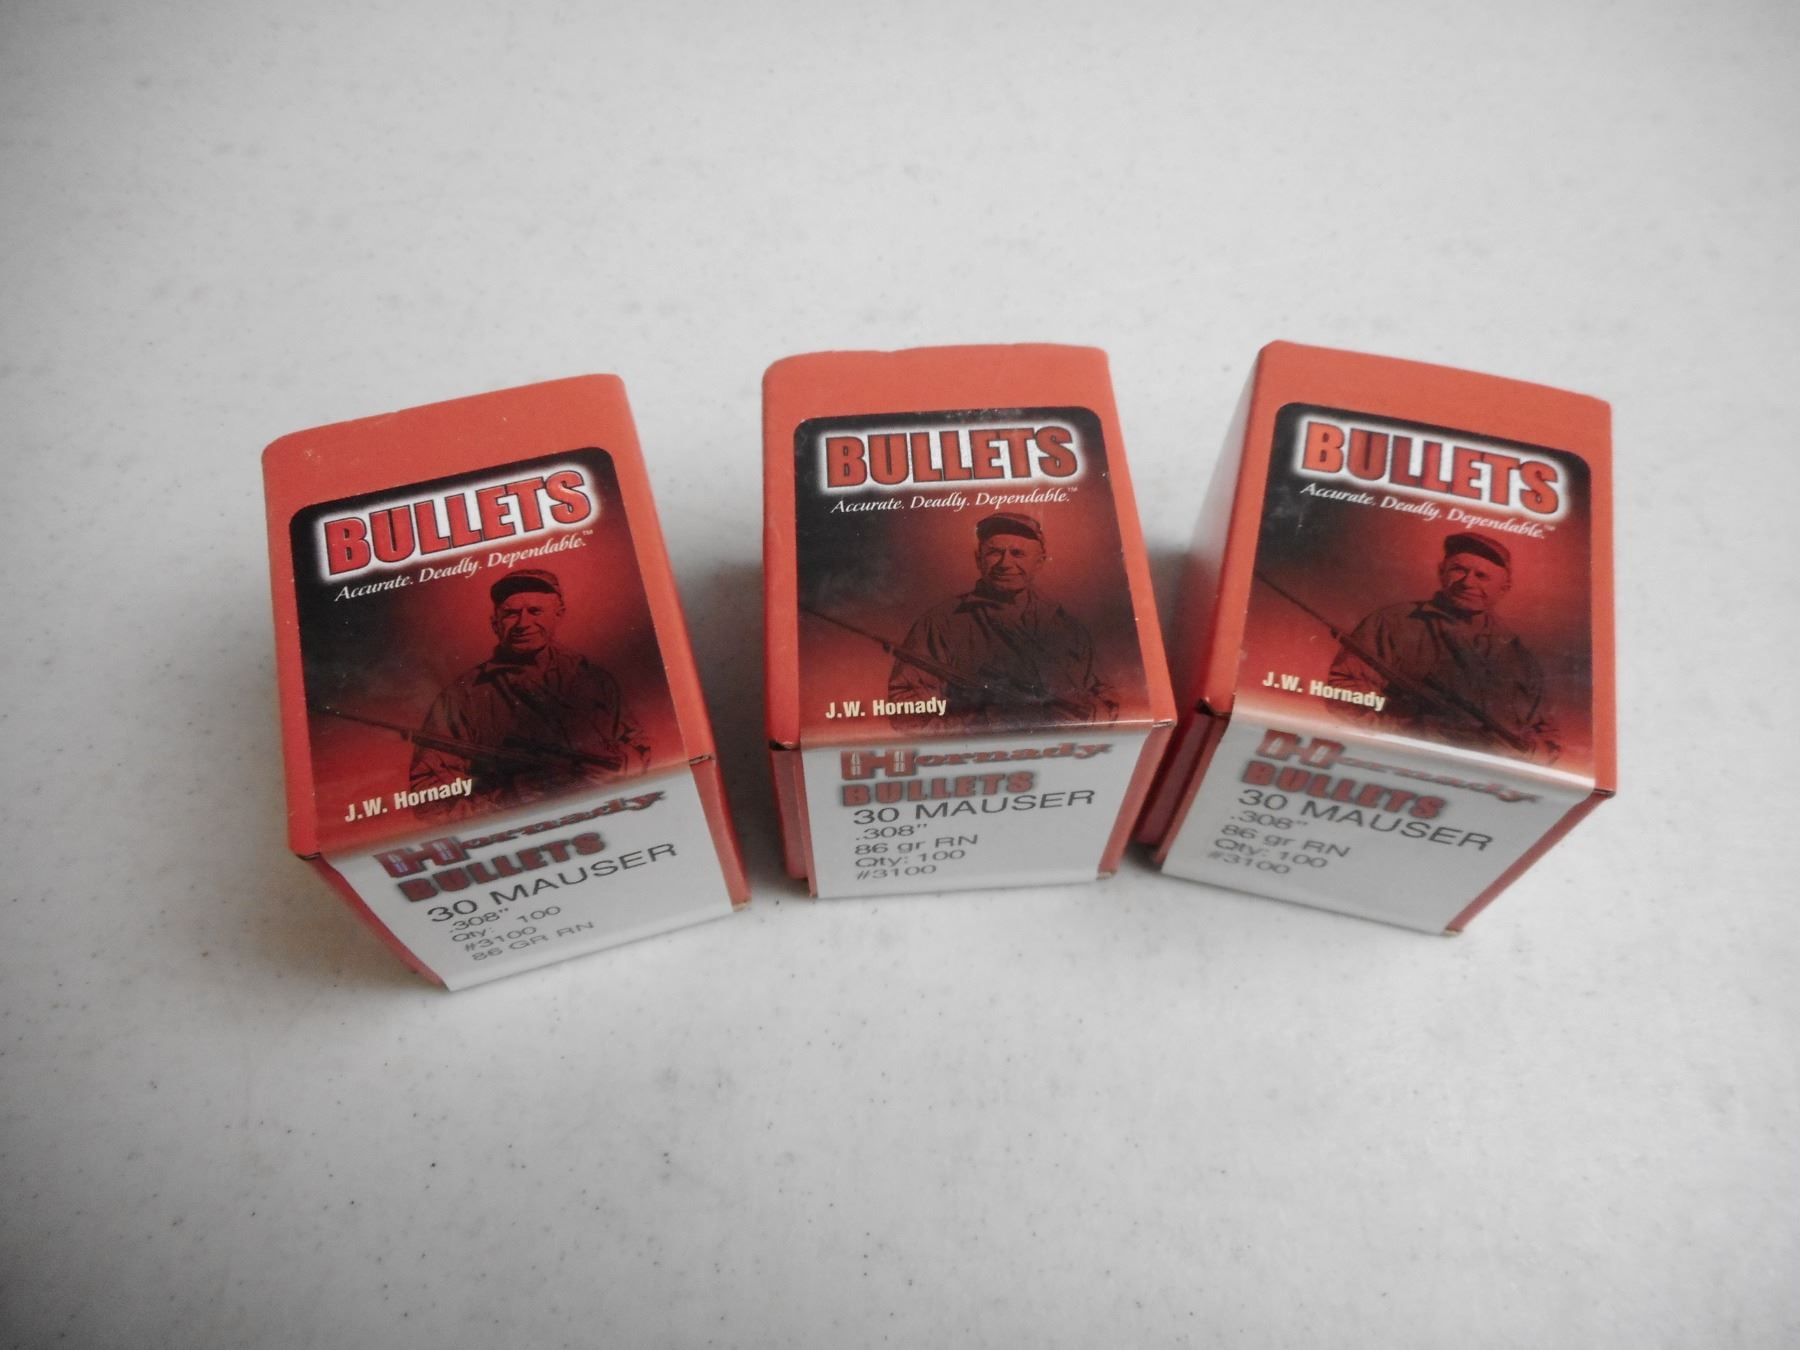 BULLETS
Accurate. Deadly. Dependable.™
J.W. Hornady
Hornady
BULLETS
30 MAUSER
.308"
Qty: 100
#3100
86 GR RN
BULLETS
Accurate. Deadly. Dependable.™
J.W. Hornady
Hornady
BULLETS
30 MAUSER
.308"
86 gr RN
Qty: 100
#3100
BULLETS
Accurate. Deadly. Dependable.™
J.W. Hornady
Hornady
BULLETS
30 MAUSER
.308"
86 gr RN
Qty: 100
#3100